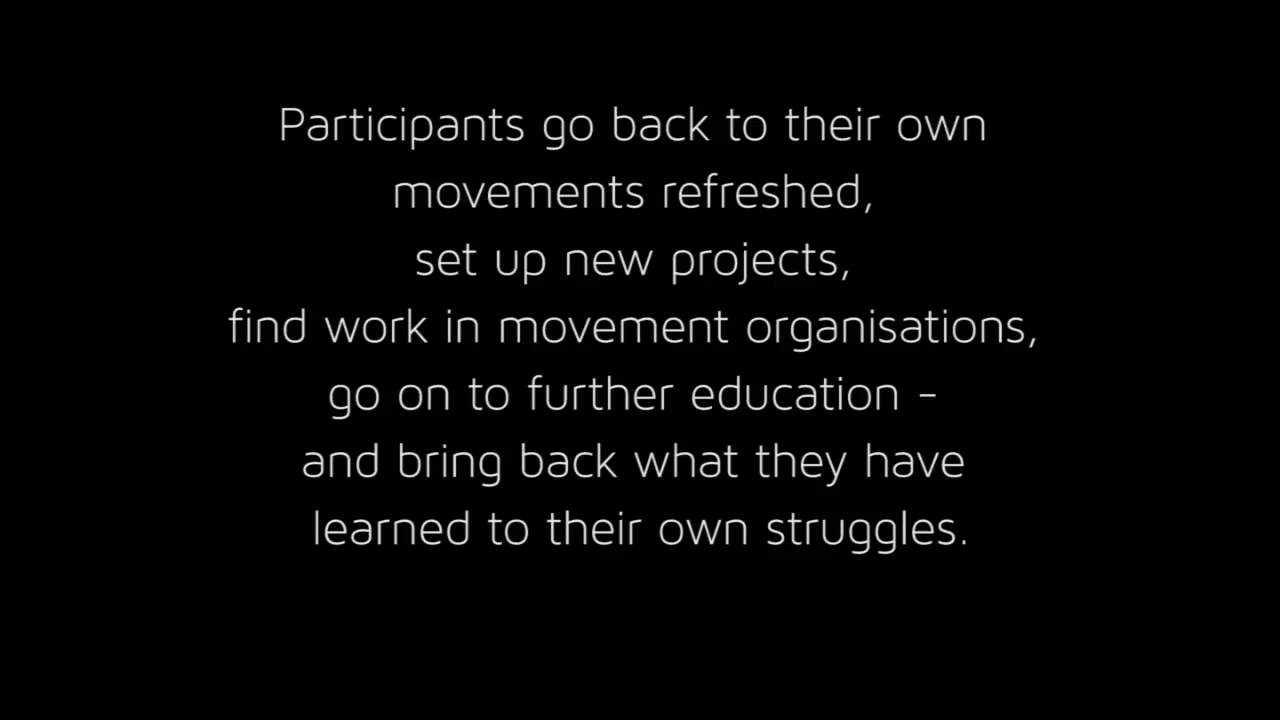 Participants go back to their own
movements refreshed,
set up new projects,
find work in movement organisations,
go on to further education -
and bring back what they have
learned to their own struggles.